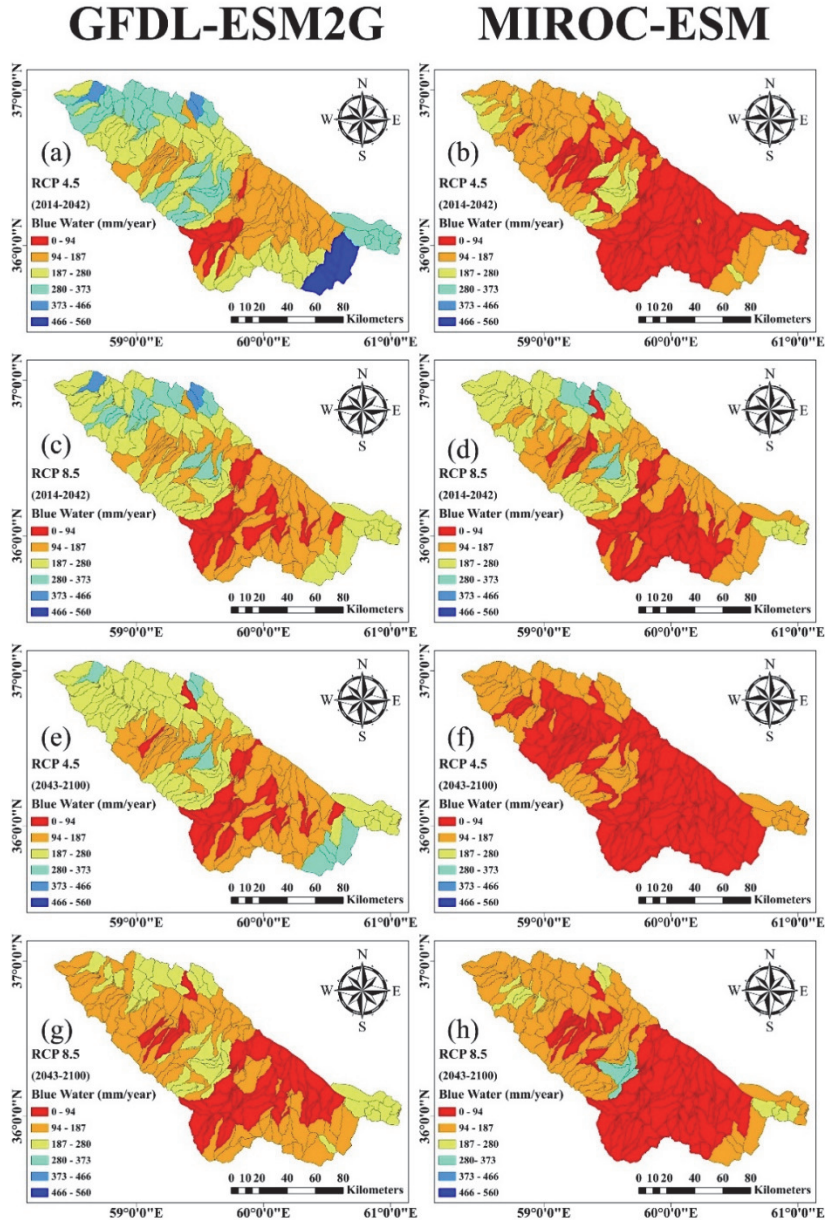 GFDL-ESM2G
MIROC-ESM
37°0'0"N
36°0'0"N
(a)
RCP 4.5
(2014-2042)
Blue Water (mm/year)
0 - 94
94 - 187
187 - 280
280 - 373
373 - 466
466 - 560
N
W E
S
0 10 20 40 60 80
Kilometers
59°0'0"E 60°0'0"E 61°0'0"E
37°0'0"N
36°0'0"N
(b)
RCP 4.5
(2014-2042)
Blue Water (mm/year)
0 - 94
94 - 187
187 - 280
280 - 373
373 - 466
466 - 560
N
W E
S
0 10 20 40 60 80
Kilometers
59°0'0"E 60°0'0"E 61°0'0"E
37°0'0"N
36°0'0"N
(c)
RCP 8.5
(2014-2042)
Blue Water (mm/year)
0 - 94
94 - 187
187 - 280
280 - 373
373 - 466
466 - 560
N
W E
S
0 10 20 40 60 80
Kilometers
59°0'0"E 60°0'0"E 61°0'0"E
37°0'0"N
36°0'0"N
(d)
RCP 8.5
(2014-2042)
Blue Water (mm/year)
0 - 94
94 - 187
187 - 280
280 - 373
373 - 466
466 - 560
N
W E
S
0 10 20 40 60 80
Kilometers
59°0'0"E 60°0'0"E 61°0'0"E
37°0'0"N
36°0'0"N
(e)
RCP 4.5
(2043-2100)
Blue Water (mm/year)
0 - 94
94 - 187
187 - 280
280 - 373
373 - 466
466 - 560
N
W E
S
0 10 20 40 60 80
Kilometers
59°0'0"E 60°0'0"E 61°0'0"E
37°0'0"N
36°0'0"N
(f)
RCP 4.5
(2043-2100)
Blue Water (mm/year)
0 - 94
94 - 187
187 - 280
280 - 373
373 - 466
466 - 560
N
W E
S
0 10 20 40 60 80
Kilometers
59°0'0"E 60°0'0"E 61°0'0"E
37°0'0"N
36°0'0"N
(g)
RCP 8.5
(2043-2100)
Blue Water (mm/year)
0 - 94
94 - 187
187 - 280
280 - 373
373 - 466
466 - 560
N
W E
S
0 10 20 40 60 80
Kilometers
59°0'0"E 60°0'0"E 61°0'0"E
37°0'0"N
36°0'0"N
(h)
RCP 8.5
(2043-2100)
Blue Water (mm/year)
0 - 94
94 - 187
187 - 280
280- 373
373 - 466
466 - 560
N
W E
S
0 10 20 40 60 80
Kilometers
59°0'0"E 60°0'0"E 61°0'0"E